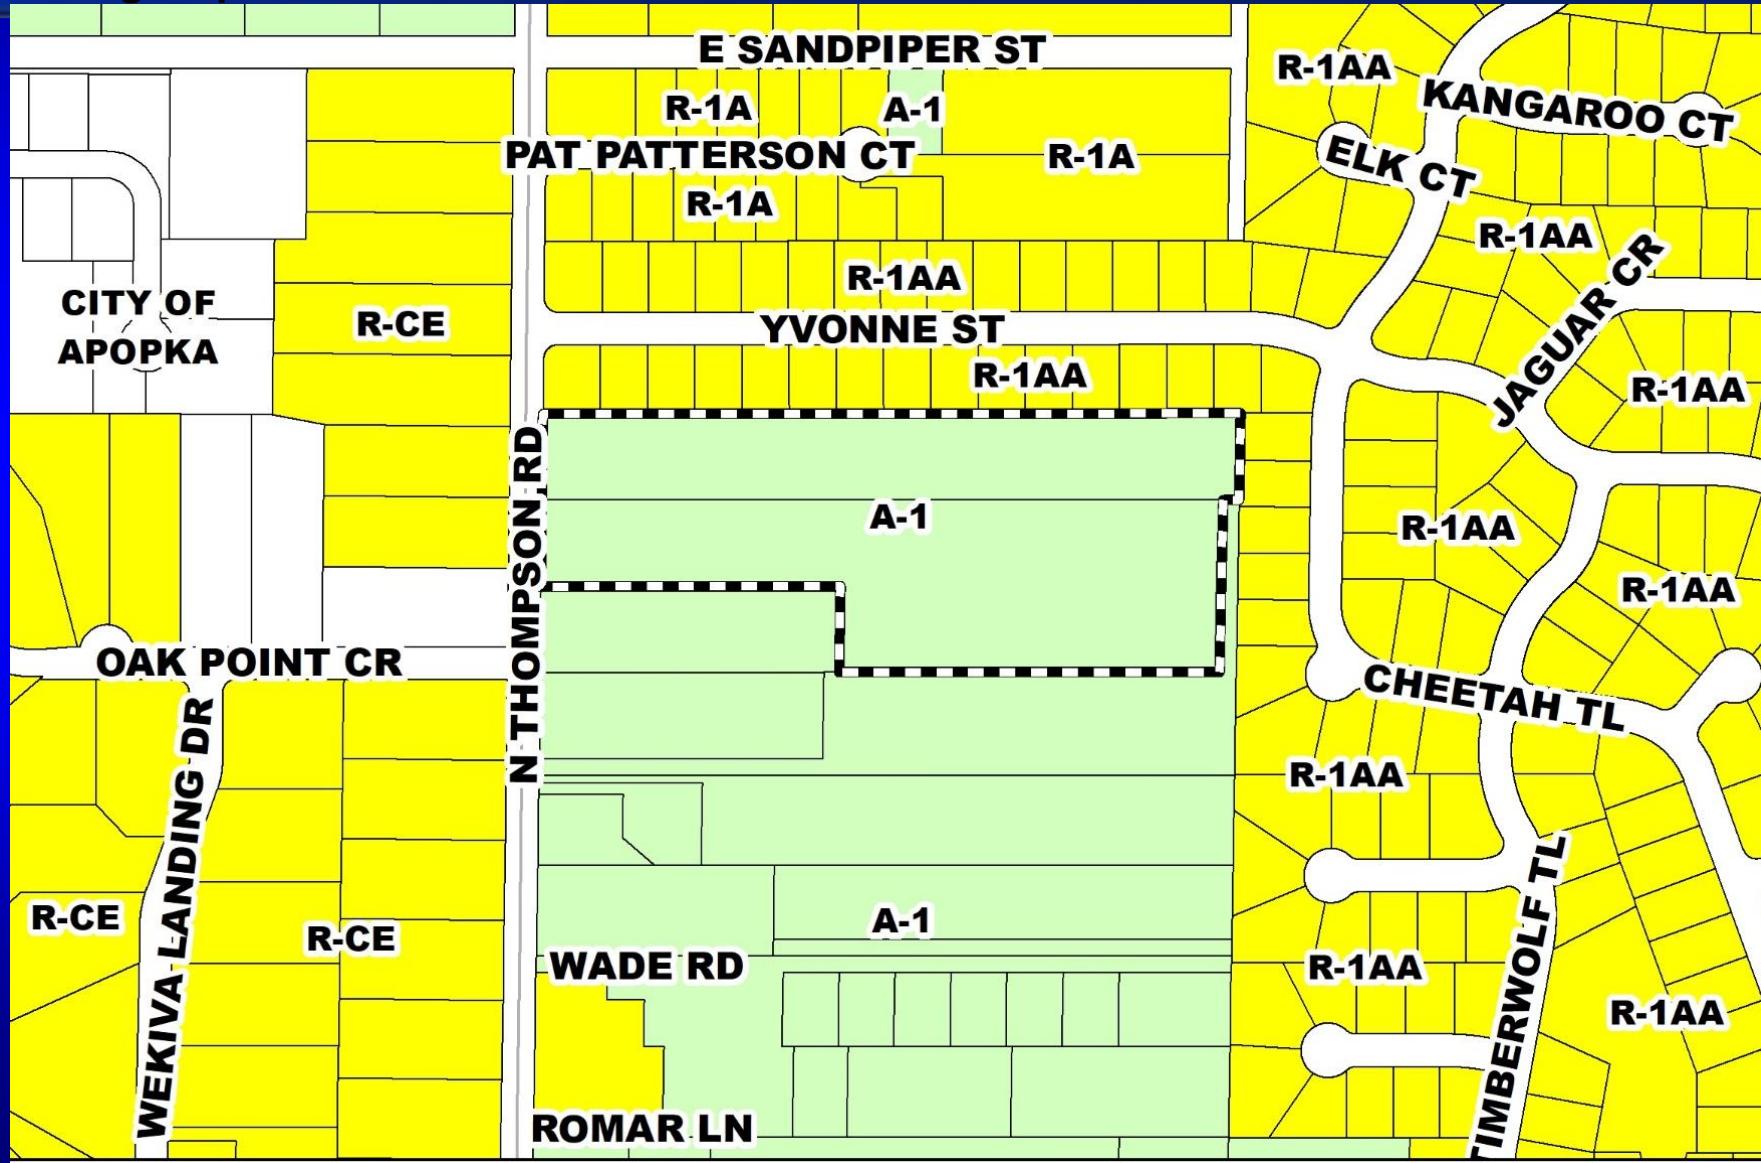 E SANDPIPER ST
R-1AA
KANGAROO CT
R-1A
A-1
PAT PATTERSON CT
R-1A
ELK CT
R-1A
R-1AA
JAGUAR CR
R-1AA
CITY OF
APOPKA
R-CE
YVONNE ST
R-1AA
R-1AA
N THOMPSON RD
A-1
R-1AA
R-1AA
OAK POINT CR
CHEETAH TL
WEKIVA LANDING DR
R-1AA
TIMBERWOLF TL
R-CE
R-CE
A-1
WADE RD
R-1AA
R-1AA
ROMAR LN